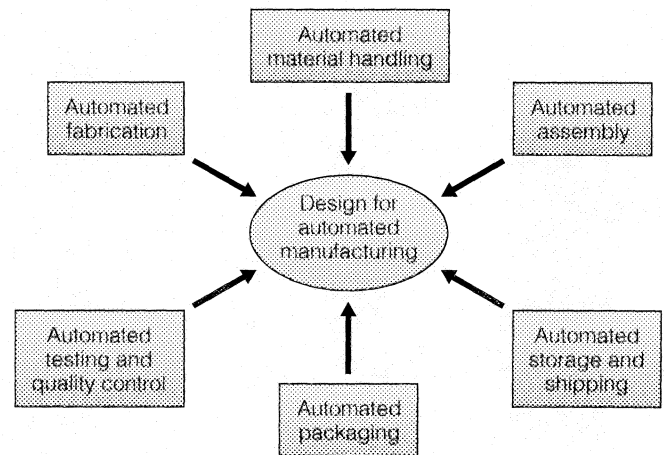 Automated
material handling
Automated
fabrication
Automated
assembly
Design for
automated
manufacturing
Automated
testing and
quality control
Automated
storage and
shipping
Automated
packaging